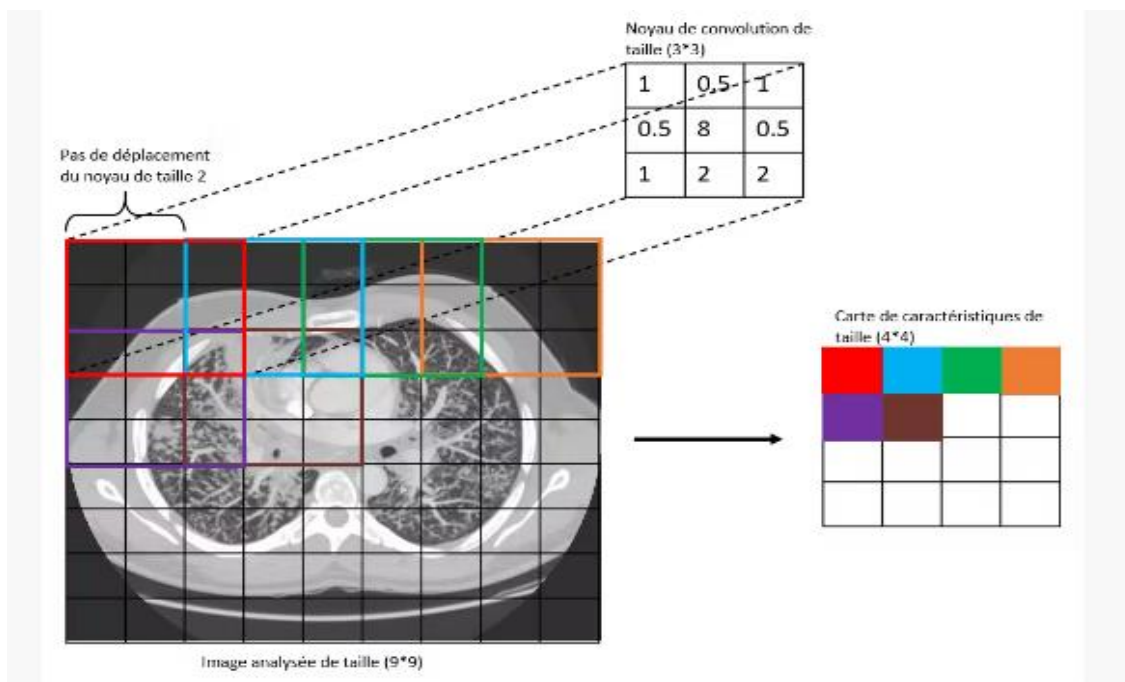 Noyau de convolution de
taille (3*3)
1 0,5 1
0.5 8 0.5
1 2 2
Pas de déplacement
du noyau de taille 2
Carte de caractéristiques de
taille (4*4)
Image analysée de taille (9*9)